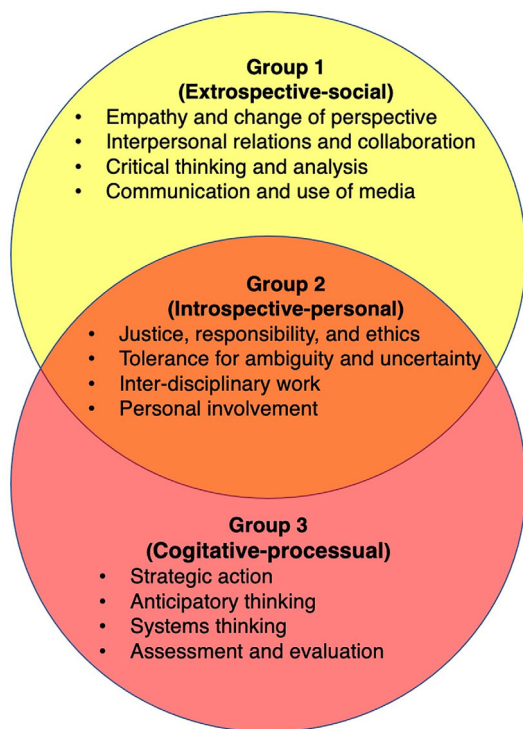 Group 1
(Extrospective-social)
• Empathy and change of perspective
• Interpersonal relations and collaboration
• Critical thinking and analysis
• Communication and use of media
Group 2
(Introspective-personal)
• Justice, responsibility, and ethics
• Tolerance for ambiguity and uncertainty
• Inter-disciplinary work
• Personal involvement
Group 3
(Cogitative-processual)
• Strategic action
• Anticipatory thinking
• Systems thinking
• Assessment and evaluation